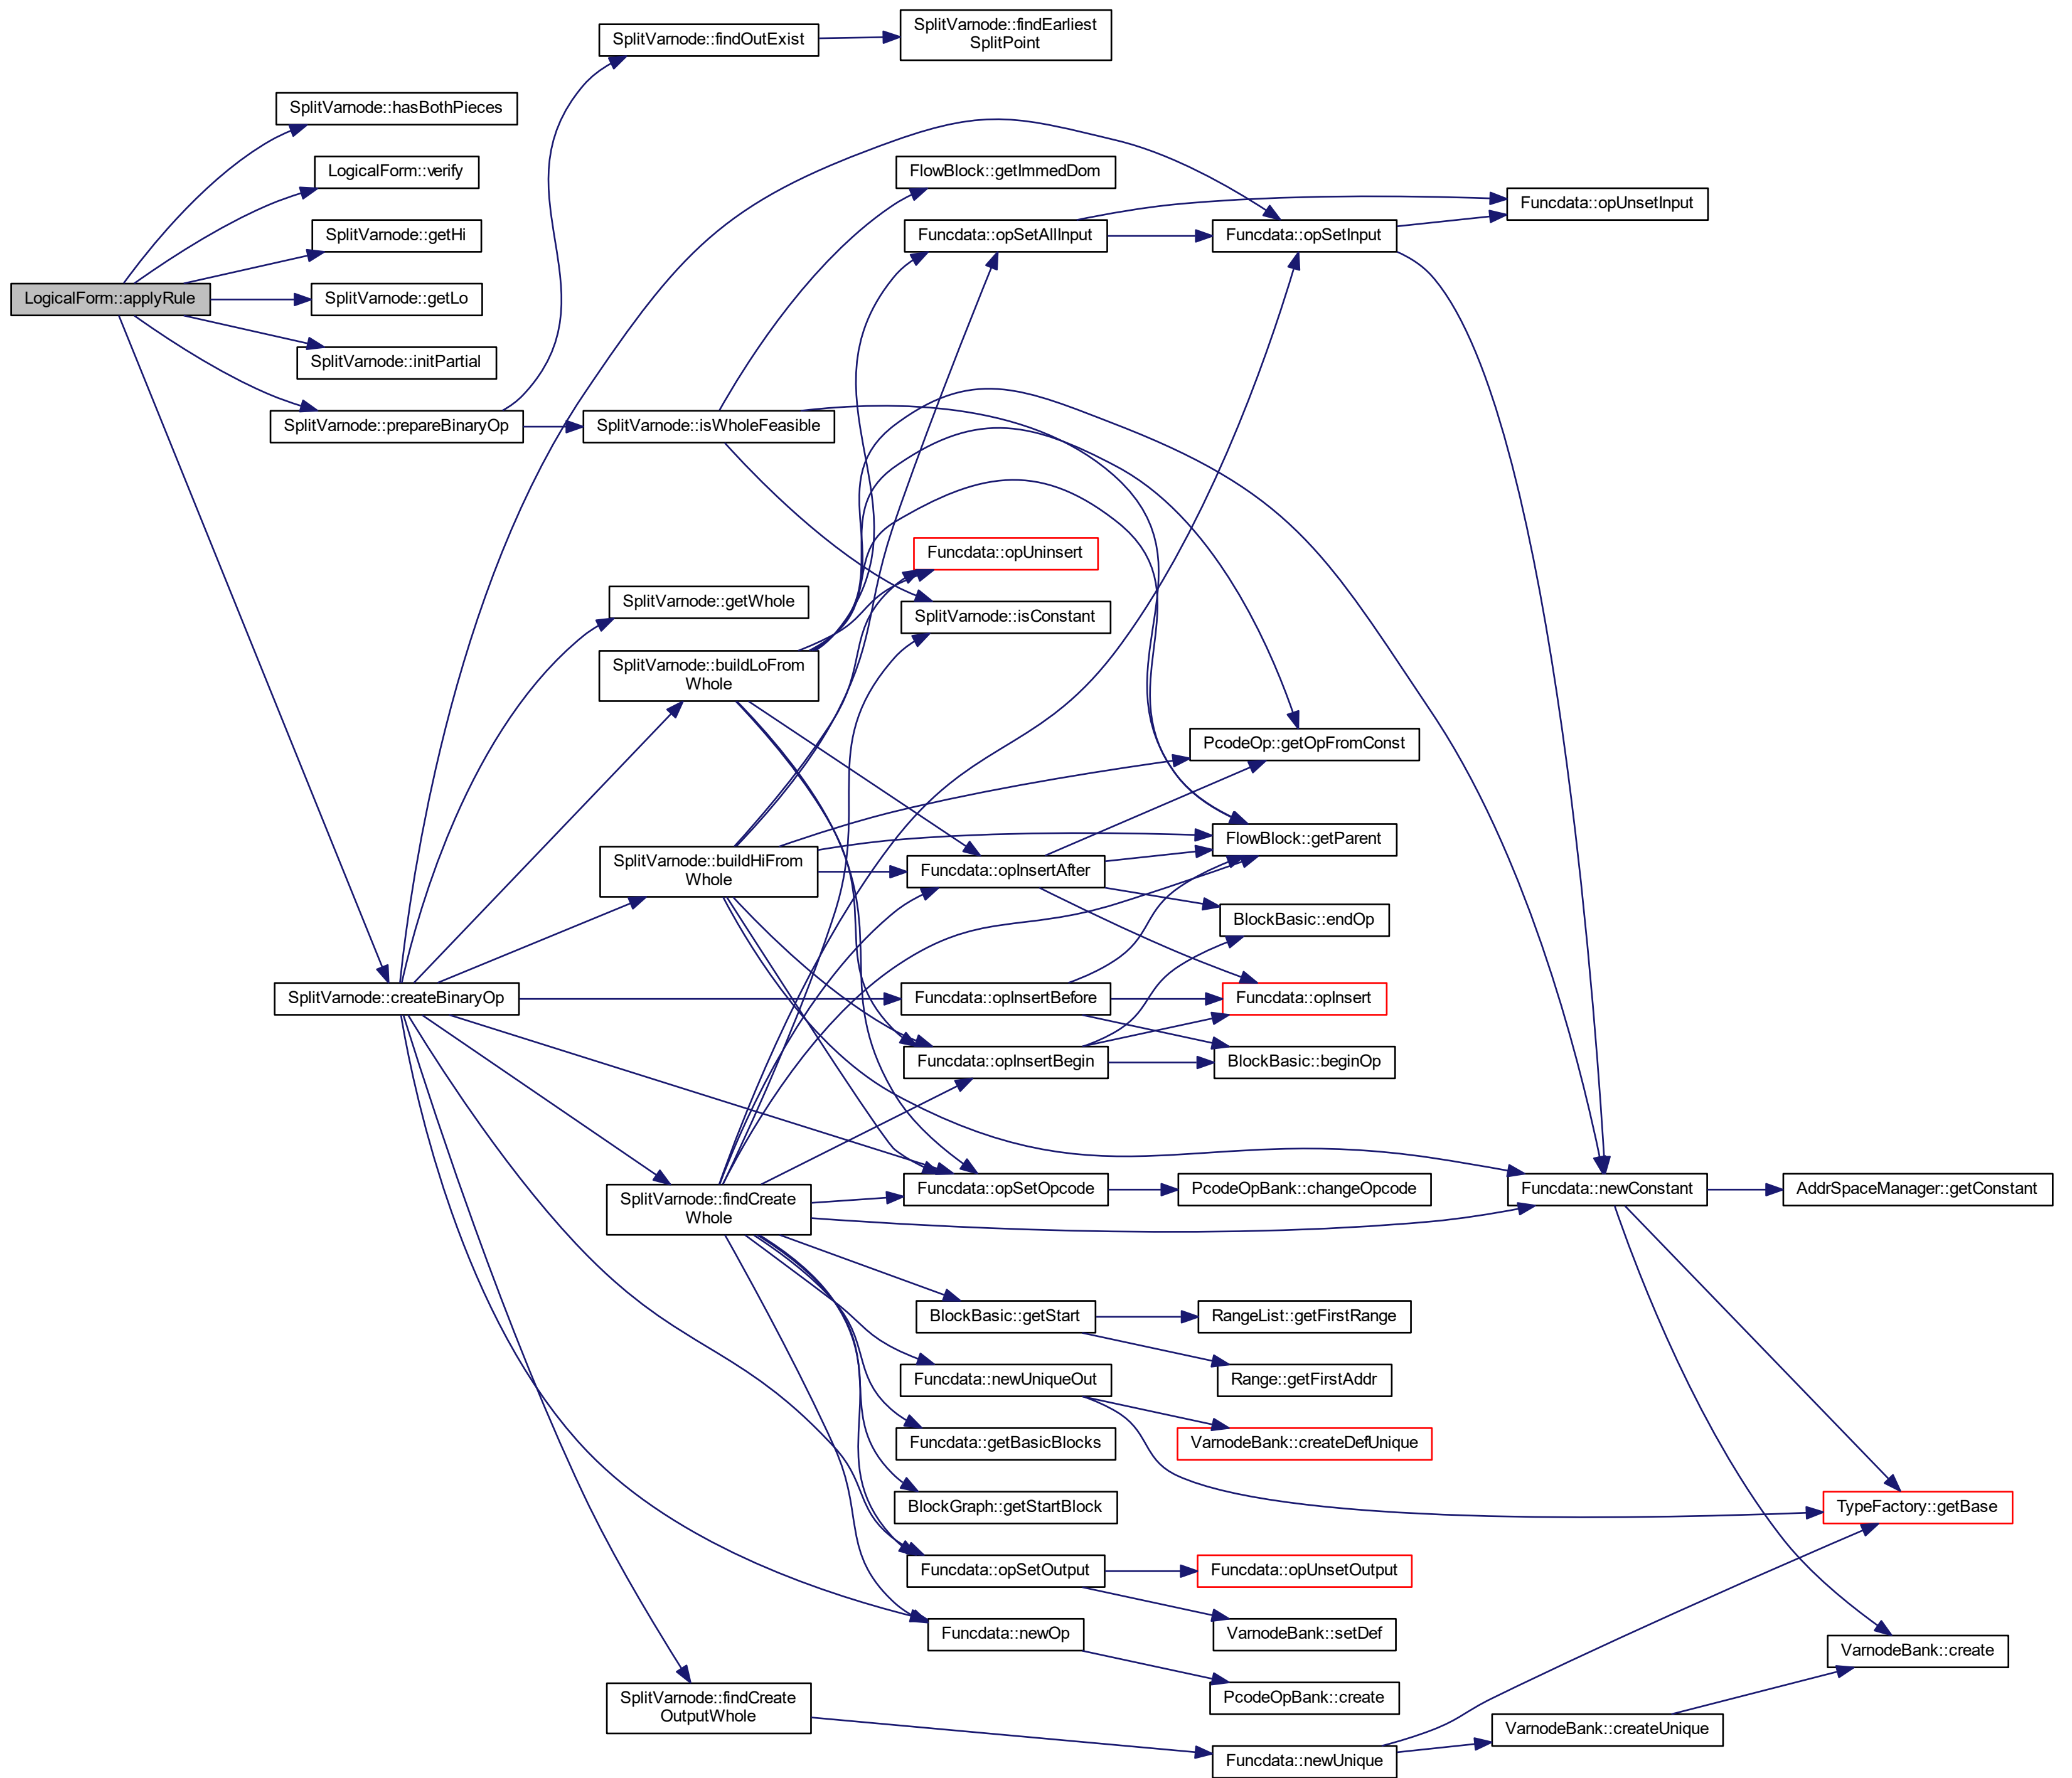 SplitVarnode::findOutExist
SplitVarnode::findEarliest
SplitPoint
SplitVarnode::hasBothPieces
LogicalForm::verify
FlowBlock::getImmedDom
Funcdata::opUnsetInput
SplitVarnode::getHi
Funcdata::opSetAllInput
Funcdata::opSetInput
LogicalForm::applyRule
SplitVarnode::getLo
SplitVarnode::initPartial
SplitVarnode::prepareBinaryOp
SplitVarnode::isWholeFeasible
Funcdata::opUninsert
SplitVarnode::getWhole
SplitVarnode::isConstant
SplitVarnode::buildLoFrom
Whole
PcodeOp::getOpFromConst
FlowBlock::getParent
SplitVarnode::buildHiFrom
Whole
Funcdata::opInsertAfter
BlockBasic::endOp
SplitVarnode::createBinaryOp
Funcdata::opInsertBefore
Funcdata::opInsert
Funcdata::opInsertBegin
BlockBasic::beginOp
SplitVarnode::findCreate
Whole
Funcdata::opSetOpcode
PcodeOpBank::changeOpcode
Funcdata::newConstant
AddrSpaceManager::getConstant
BlockBasic::getStart
RangeList::getFirstRange
Funcdata::newUniqueOut
Range::getFirstAddr
Funcdata::getBasicBlocks
VarnodeBank::createDefUnique
BlockGraph::getStartBlock
TypeFactory::getBase
Funcdata::opSetOutput
Funcdata::opUnsetOutput
Funcdata::newOp
VarnodeBank::setDef
VarnodeBank::create
SplitVarnode::findCreate
OutputWhole
PcodeOpBank::create
VarnodeBank::createUnique
Funcdata::newUnique